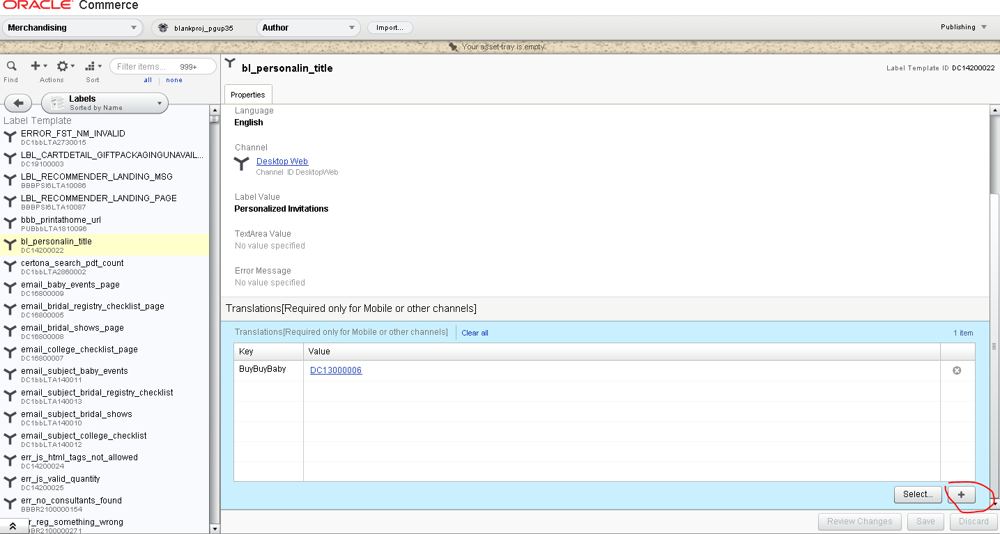 ORACLE Commerce
Merchandising
blankproj_pgup35
Author
Import...
Publishing
Your asset tray is empty.
Find
Actions
Sort
Filter items...
999+
all | none
Labels
Sorted by Name
Label Template
ERROR_FST_NM_INVALID
DC1bbLTA2730015
LBL_CARTDETAIL_GIFTPACKAGINGUNAVAIL...
DC19100003
LBL_RECOMMENDER_LANDING_MSG
BBBPSI6LTA10086
LBL_RECOMMENDER_LANDING_PAGE
BBBPSI6LTA10087
bbb_printathome_url
PUBbbLTA1810096
bl_personalin_title
DC14200022
certona_search_pdt_count
DC1bbLTA2860002
email_baby_events_page
DC16800009
email_bridal_registry_checklist_page
DC16800005
email_bridal_shows_page
DC16800008
email_college_checklist_page
DC16800007
email_subject_baby_events
DC1bbLTA140011
email_subject_bridal_registry_checklist
DC1bbLTA140013
email_subject_bridal_shows
DC1bbLTA140010
email_subject_college_checklist
DC1bbLTA140012
err_js_html_tags_not_allowed
DC14200024
err_js_valid_quantity
DC14200025
err_no_consultants_found
BBBR2100000154
r_reg_something_wrong
BBBR2100000271
bl_personalin_title
Label Template ID DC14200022
Properties
Language
English
Channel
Desktop Web
Channel ID DesktopWeb
Label Value
Personalized Invitations
TextArea Value
No value specified
Error Message
No value specified
Translations[Required only for Mobile or other channels]
Translations[Required only for Mobile or other channels]
Clear all
1 item
Key
Value
BuyBuyBaby
DC13000006
Select...
+
Review Changes
Save
Discard